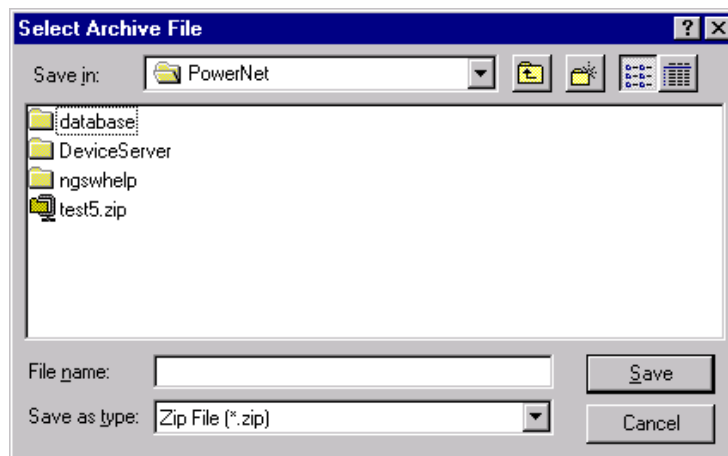 Select Archive File
Save in: PowerNet
database
DeviceServer
ngswhelp
test5.zip
File name:
Save
Save as type: Zip File (*.zip)
Cancel